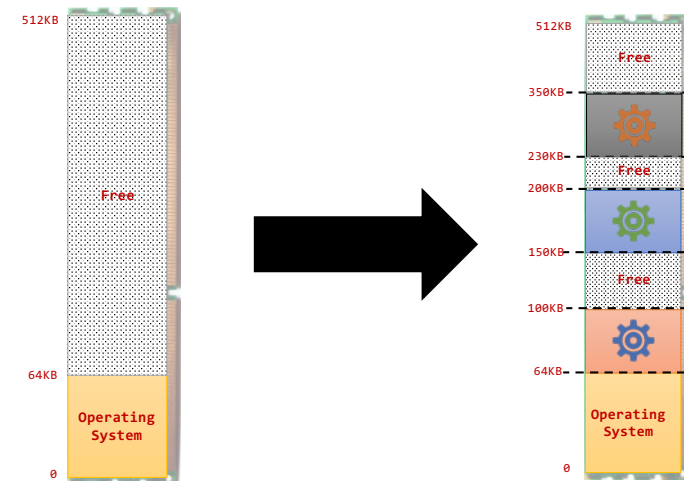 512KB
Free
64KB
Operating
System
0
512KB
Free
350KB
230KB
Free
200KB
150KB
Free
100KB
64KB
Operating
System
0